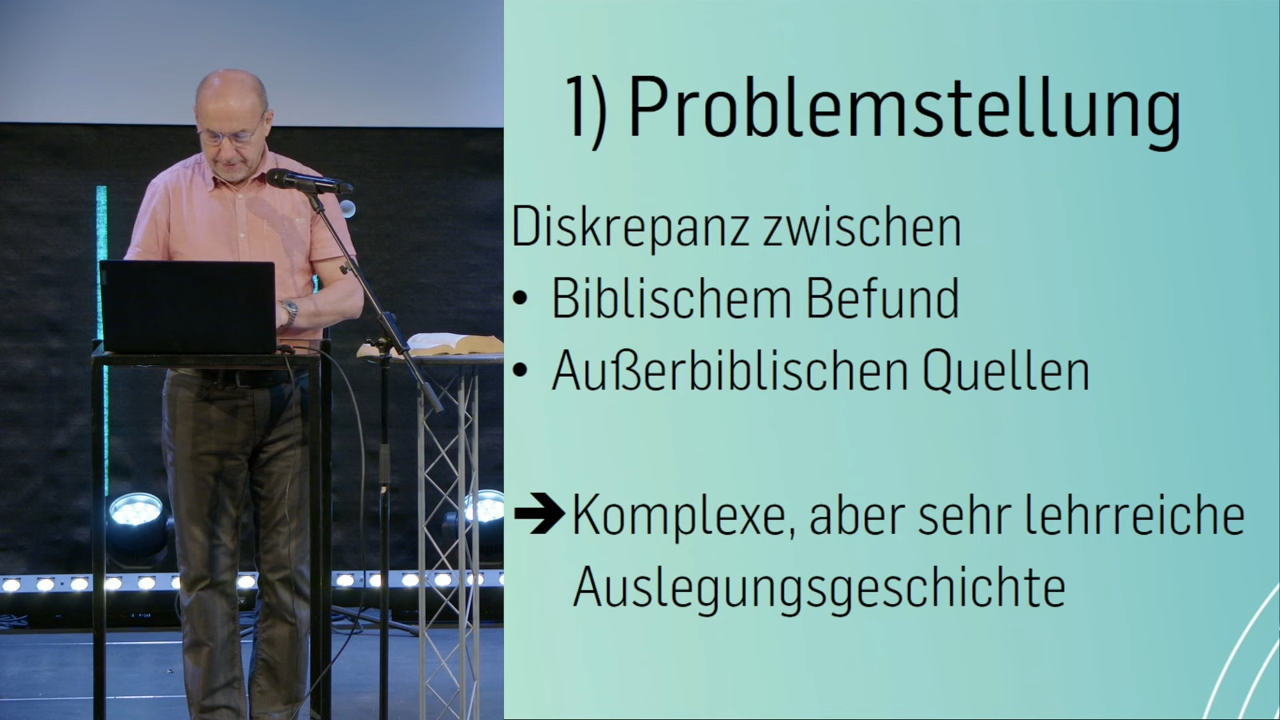 1) Problemstellung
Diskrepanz zwischen
• Biblischem Befund
• Außerbiblischen Quellen
➔ Komplexe, aber sehr lehrreiche
Auslegungsgeschichte